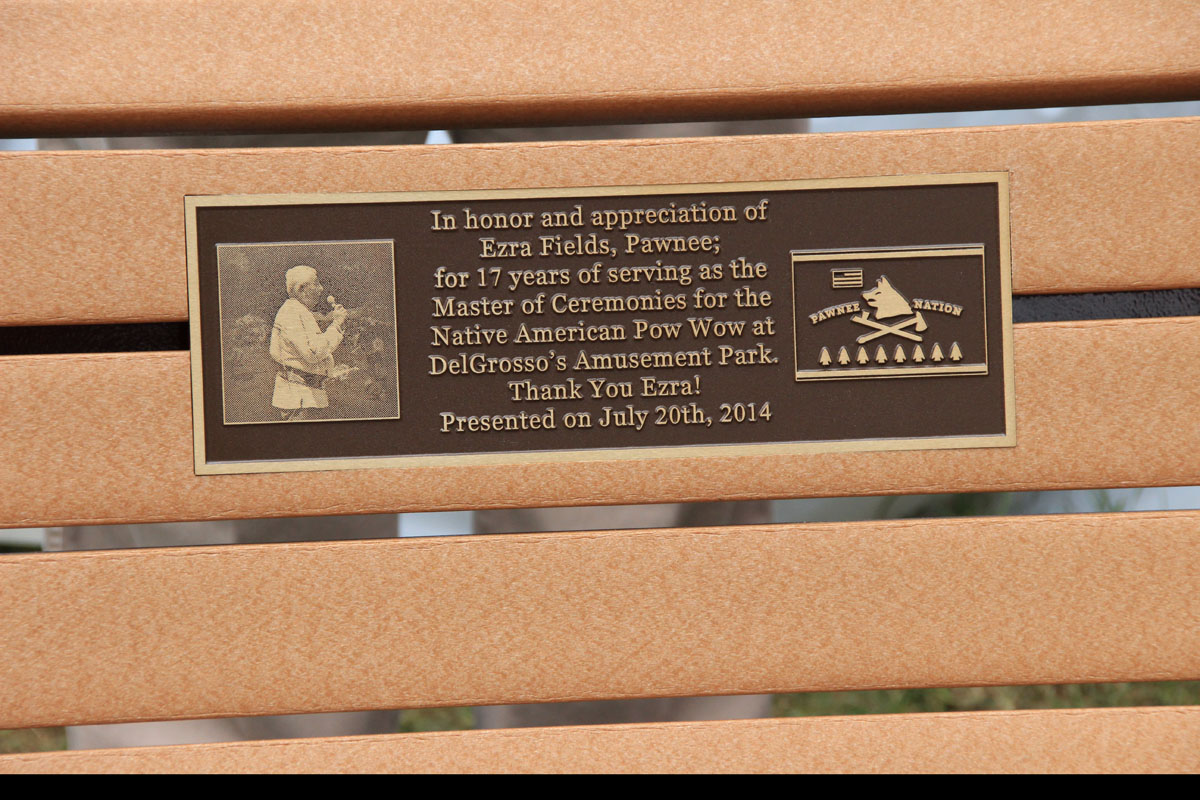 In honor and appreciation of
Ezra Fields, Pawnee;
for 17 years of serving as the
Master of Ceremonies for the
Native American Pow Wow at
DelGrosso's Amusement Park.
Thank You Ezra!
Presented on July 20th, 2014
PAWNEE NATION